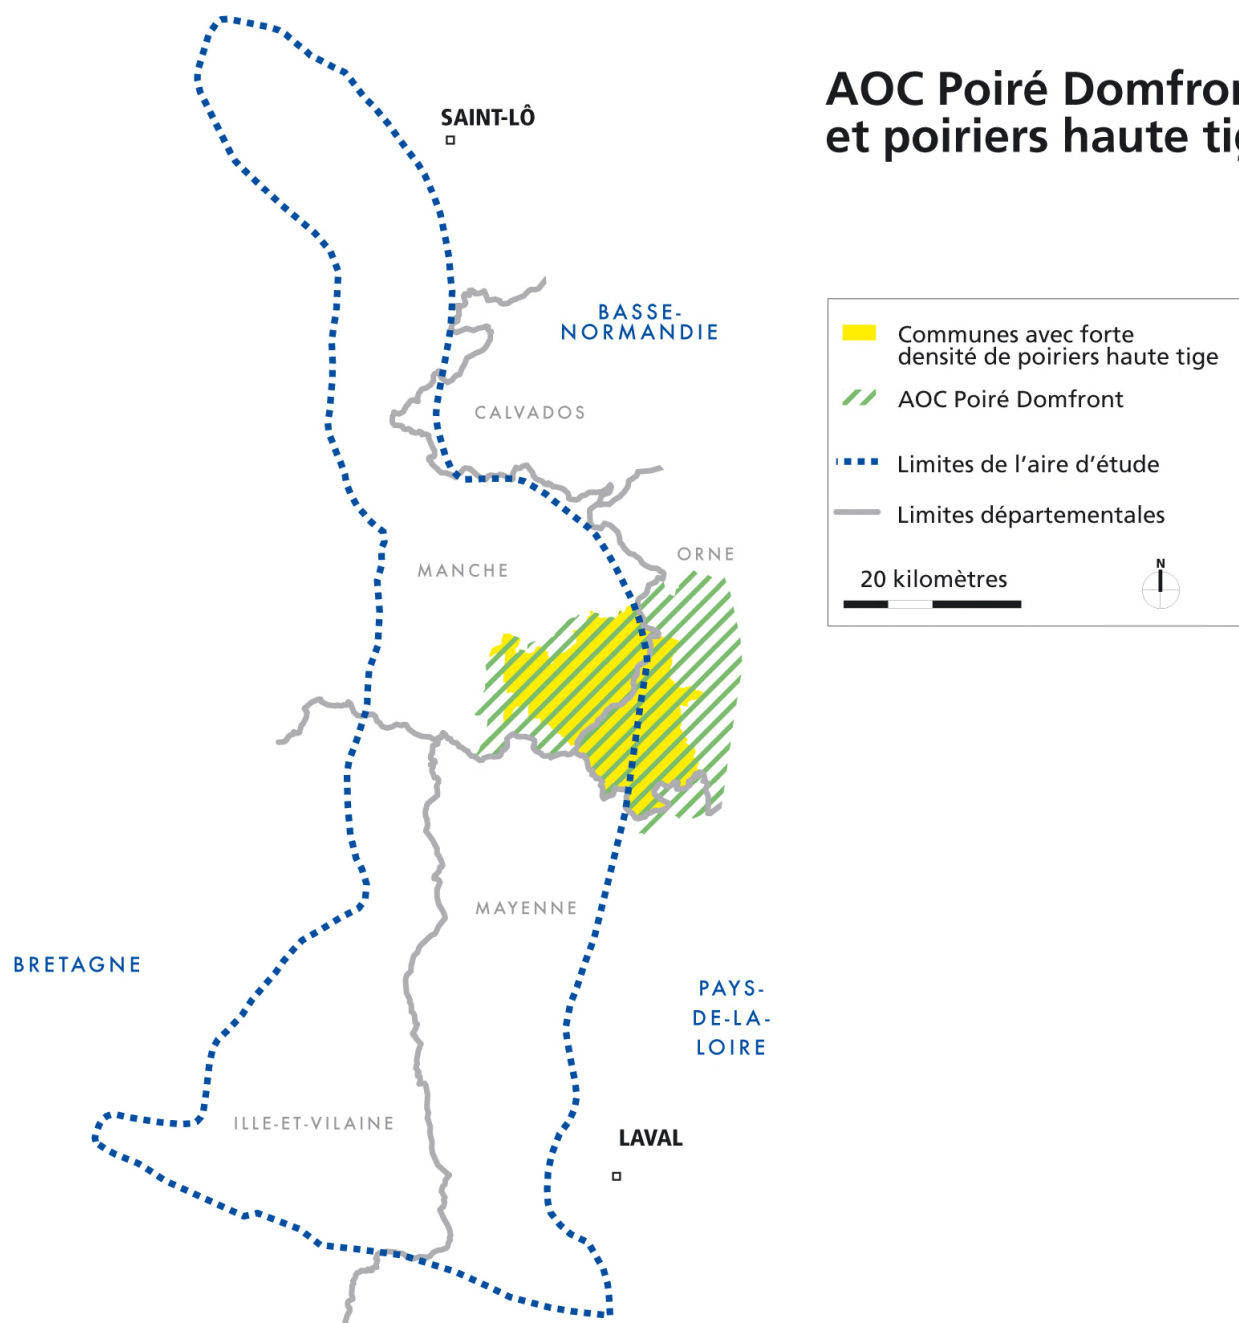 AOC Poiré Domfron
et poiriers haute tig
SAINT-LÔ
BASSE-
NORMANDIE
CALVADOS
ORNE
MANCHE
MAYENNE
BRETAGNE
PAYS-
DE-LA-
LOIRE
ILLE-ET-VILAINE
LAVAL
Communes avec forte
densité de poiriers haute tige
AOC Poiré Domfront
Limites de l'aire d'étude
Limites départementales
20 kilomètres
N